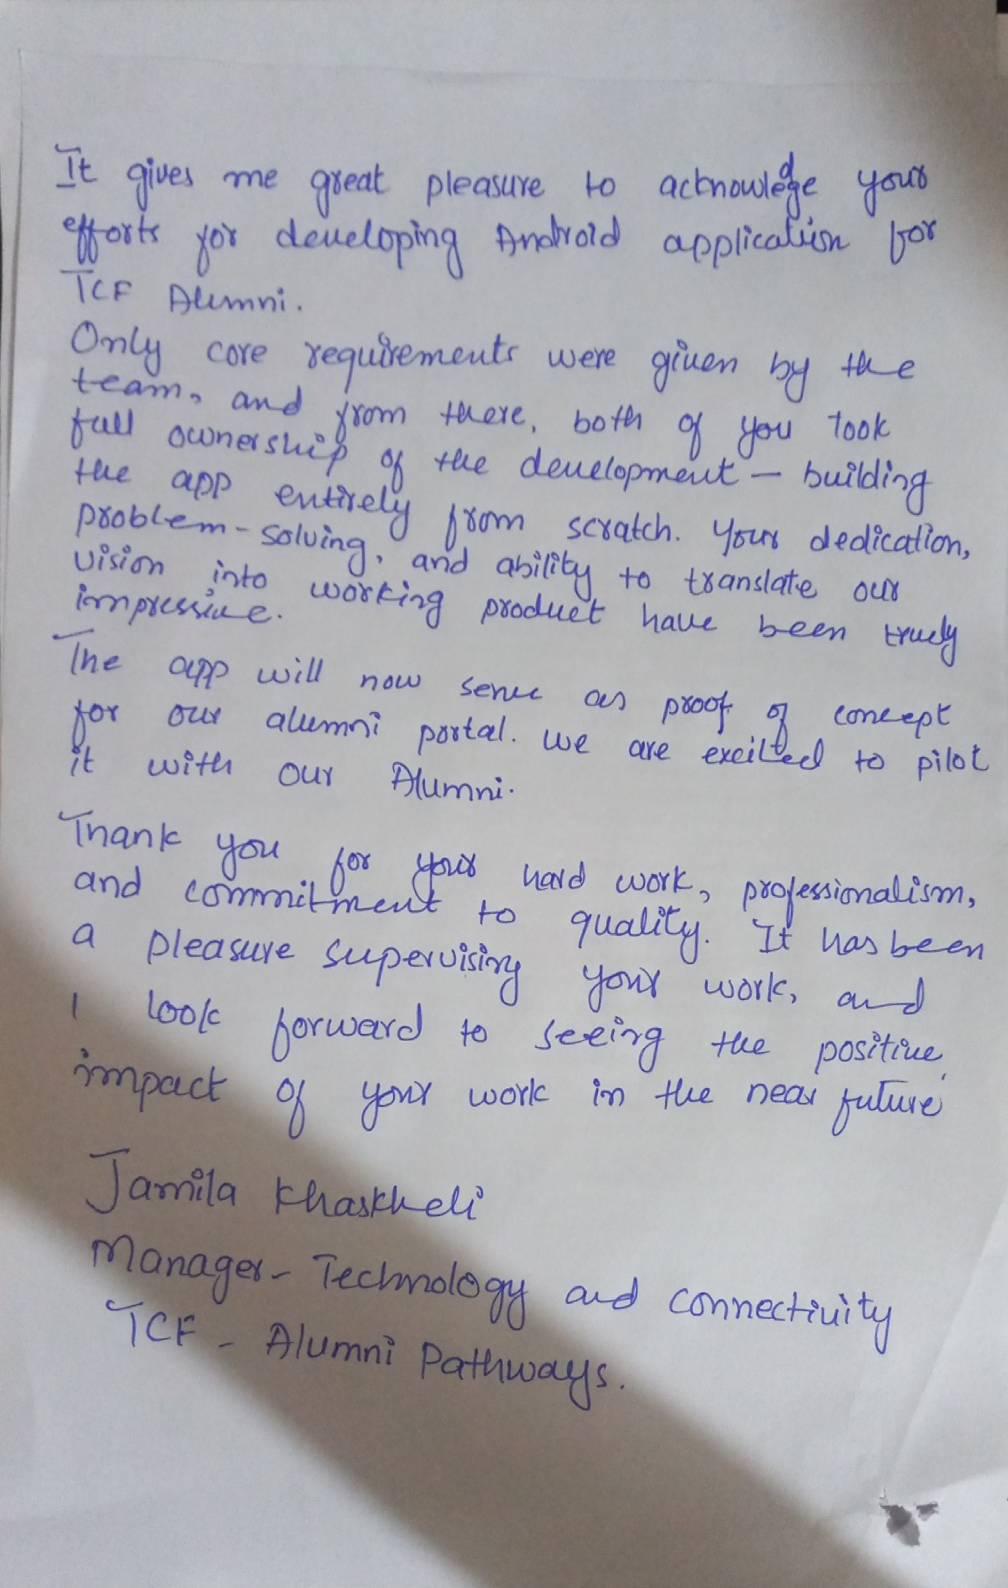 It gives me great pleasure to acknowledge your
efforts for developing Android application for
TCF Alumni.
Only core requirements were given by the
team, and from there, both of you took
full ownership of the development — building
the app entirely from scratch. Your dedication,
problem-solving, and ability to translate our
vision into working product have been truly
impressive.
The app will now serve as proof of concept
for our alumni portal. We are excited to pilot
it with our Alumni.
Thank you for your hard work, professionalism,
and commitment to quality. It has been
a pleasure supervising your work, and
I look forward to seeing the positive
impact of your work in the near future
Jamila Khaskheli
Manager - Technology and Connectivity
TCF - Alumni Pathways.